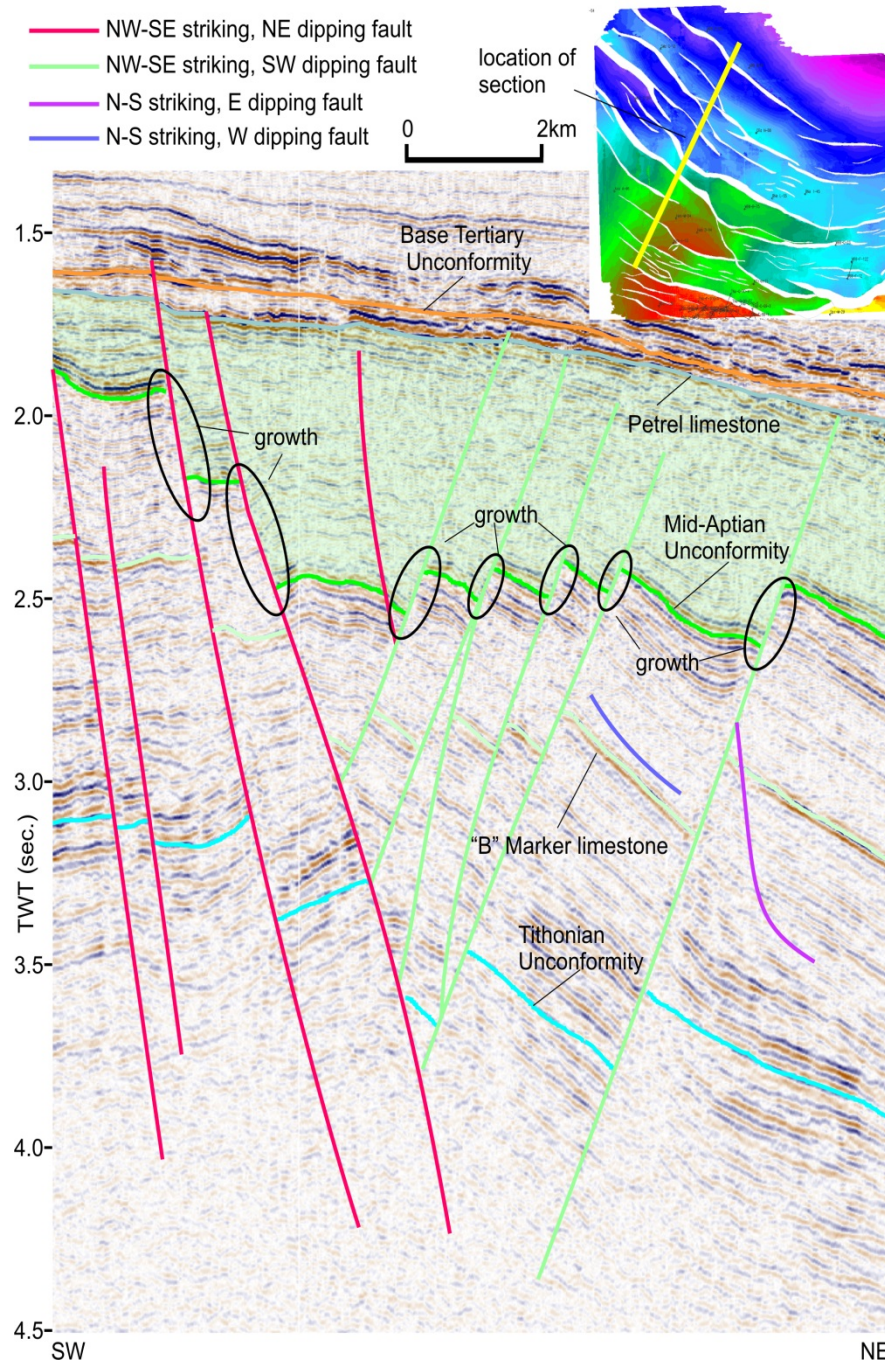 NW-SE striking, NE dipping fault
NW-SE striking, SW dipping fault
N-S striking, E dipping fault
N-S striking, W dipping fault
0 2km
location of
section
1.5
Base Tertiary
Unconformity
2.0
Petrel limestone
growth
growth
Mid-Aptian
Unconformity
2.5
growth
3.0
"B" Marker limestone
TWT (sec.)
Tithonian
Unconformity
3.5
4.0
4.5
SW
NE